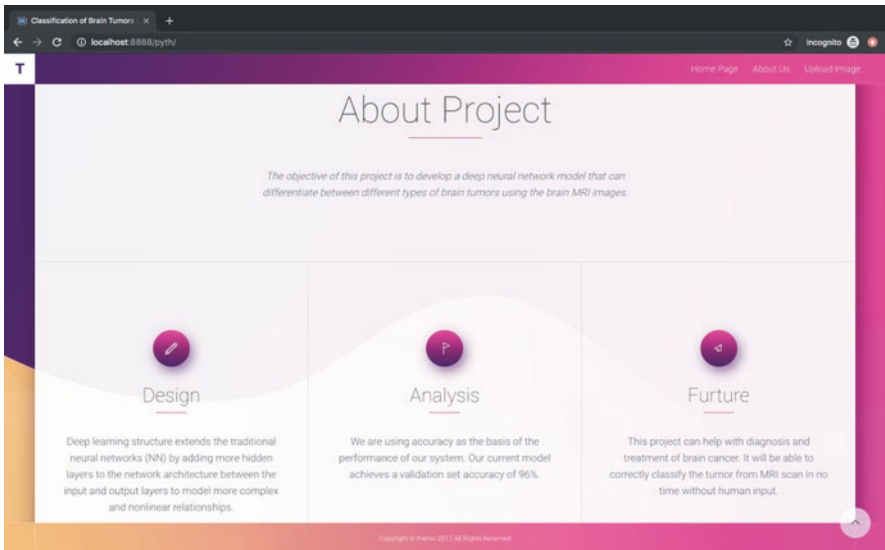 Classification of Brain Tumors
localhost:8888/pyth/
Incognito
T
Home Page About Us Upload Image
About Project
The objective of this project is to develop a deep neural network model that can
differentiate between different types of brain tumors using the brain MRI images.
Design
Deep learning structure extends the traditional
neural networks (NN) by adding more hidden
layers to the network architecture between the
input and output layers to model more complex
and nonlinear relationships.
Analysis
We are using accuracy as the basis of the
performance of our system. Our current model
achieves a validation set accuracy of 96%.
Furture
This project can help with diagnosis and
treatment of brain cancer. It will be able to
correctly classify the tumor from MRI scan in no
time without human input.
Copyright © themo 2017 All Rights Reserved